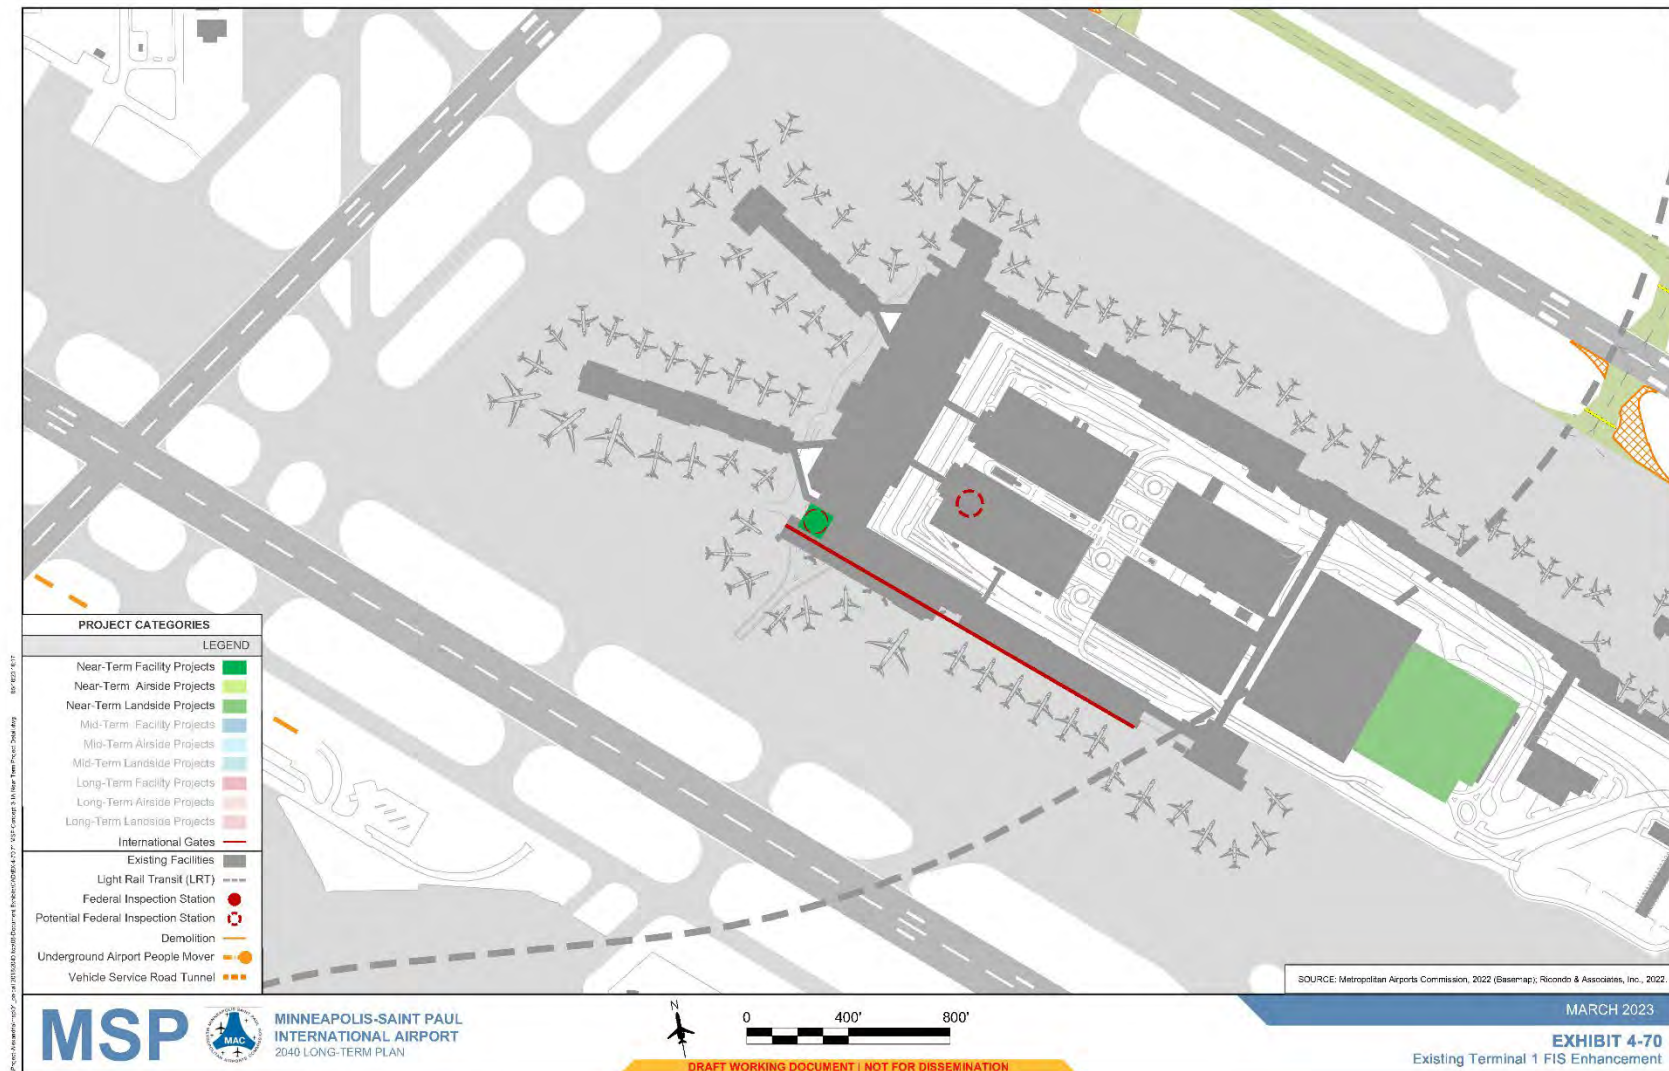 PROJECT CATEGORIES
LEGEND
Near-Term Facility Projects
Near-Term Airside Projects
Near-Term Landside Projects
Mid-Term Facility Projects
Mid-Term Airside Projects
Mid-Term Landside Projects
Long-Term Facility Projects
Long-Term Airside Projects
Long-Term Landside Projects
International Gates
Existing Facilities
Light Rail Transit (LRT)
Federal Inspection Station
Potential Federal Inspection Station
Demolition
Underground Airport People Mover
Vehicle Service Road Tunnel
SOURCE: Metropolitan Airports Commission, 2022 (Basemap); Ricondo & Associates, Inc., 2022.
MSP
MAC
MINNEAPOLIS-SAINT PAUL
INTERNATIONAL AIRPORT
2040 LONG-TERM PLAN
N
0 400' 800'
DRAFT WORKING DOCUMENT | NOT FOR DISSEMINATION
MARCH 2023
EXHIBIT 4-70
Existing Terminal 1 FIS Enhancement